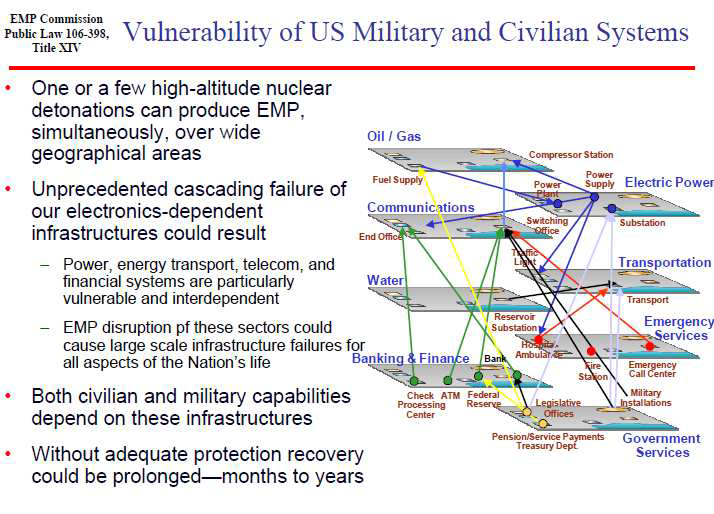 EMP Commission
Public Law 106-398,
Title XIV
Vulnerability of US Military and Civilian Systems
• One or a few high-altitude nuclear
detonations can produce EMP,
simultaneously, over wide
geographical areas
• Unprecedented cascading failure of
our electronics-dependent
infrastructures could result
– Power, energy transport, telecom, and
financial systems are particularly
vulnerable and interdependent
– EMP disruption pf these sectors could
cause large scale infrastructure failures for
all aspects of the Nation's life
• Both civilian and military capabilities
depend on these infrastructures
• Without adequate protection recovery
could be prolonged—months to years
Oil / Gas
Compressor Station
Fuel Supply
Power
Supply
Power
Plant
Electric Power
Communications
Switching
Office
Substation
End Office
Traffic
Light
Transportation
Water
Transport
Reservoir
Substation
Emergency
Services
Hospital
Ambulance
Banking & Finance
Bank
Fire
Station
Emergency
Call Center
Check
Processing
Center
ATM
Federal
Reserve
Legislative
Offices
Military
Installations
Pension/Service Payments
Treasury Dept.
Government
Services